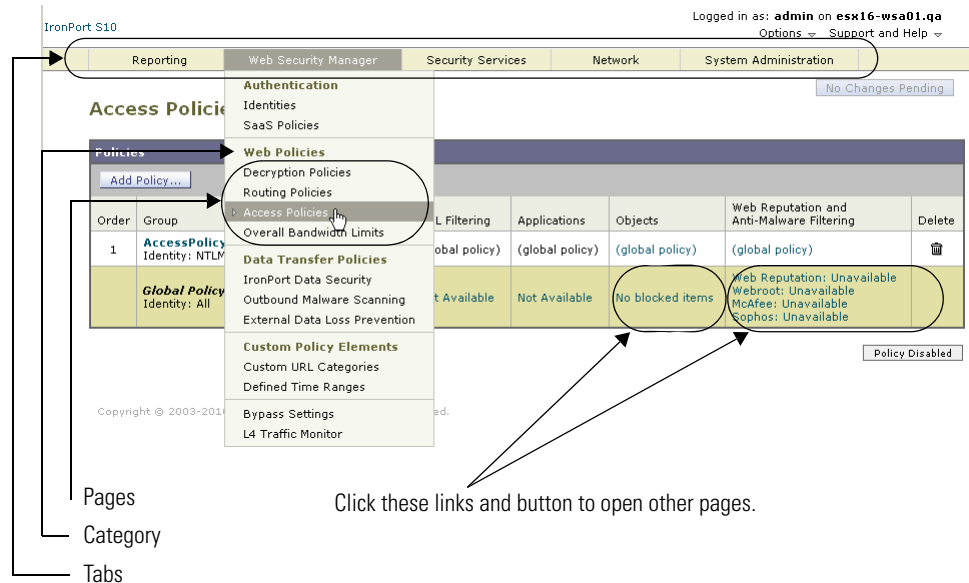 IronPort S10
Logged in as: admin on esx16-wsa01.qa
Options Support and Help
Reporting Web Security Manager Security Services Network System Administration
No Changes Pending
Access Policie
Authentication
Identities
SaaS Policies
Web Policies
Decryption Policies
Routing Policies
Access Policies
Overall Bandwidth Limits
Data Transfer Policies
IronPort Data Security
Outbound Malware Scanning
External Data Loss Prevention
Custom Policy Elements
Custom URL Categories
Defined Time Ranges
Bypass Settings
L4 Traffic Monitor
Policies
Add Policy...
Order Group L Filtering Applications Objects Web Reputation and Anti-Malware Filtering Delete
1 AccessPolicy obal policy) (global policy) (global policy) (global policy)
Identity: NTLM
Global Policy t Available Not Available No blocked items
Identity: All
Web Reputation: Unavailable
Webroot: Unavailable
McAfee: Unavailable
Sophos: Unavailable
Policy Disabled
Copyright © 2003-201 ed.
Pages
Click these links and button to open other pages.
Category
Tabs